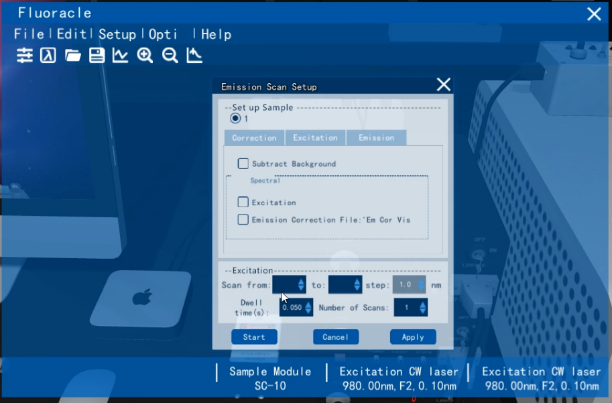 Fluoracle
File|Edit|Setup|Opti |Help
Emission Scan Setup
--Set up Sample
1
Correction Excitation Emission
Subtract Background
Spectral
Excitation
Emission Correction File:'Em Cor Vis
--Excitation
Scan from: to: step: 1.0 nm
Dwell
time(s): 0.050 Number of Scans: 1
Start Cancel Apply
Sample Module Excitation CW laser Excitation CW laser
SC-10 980.00nm,F2,0.10nm 980.00nm,F2,0.10nm